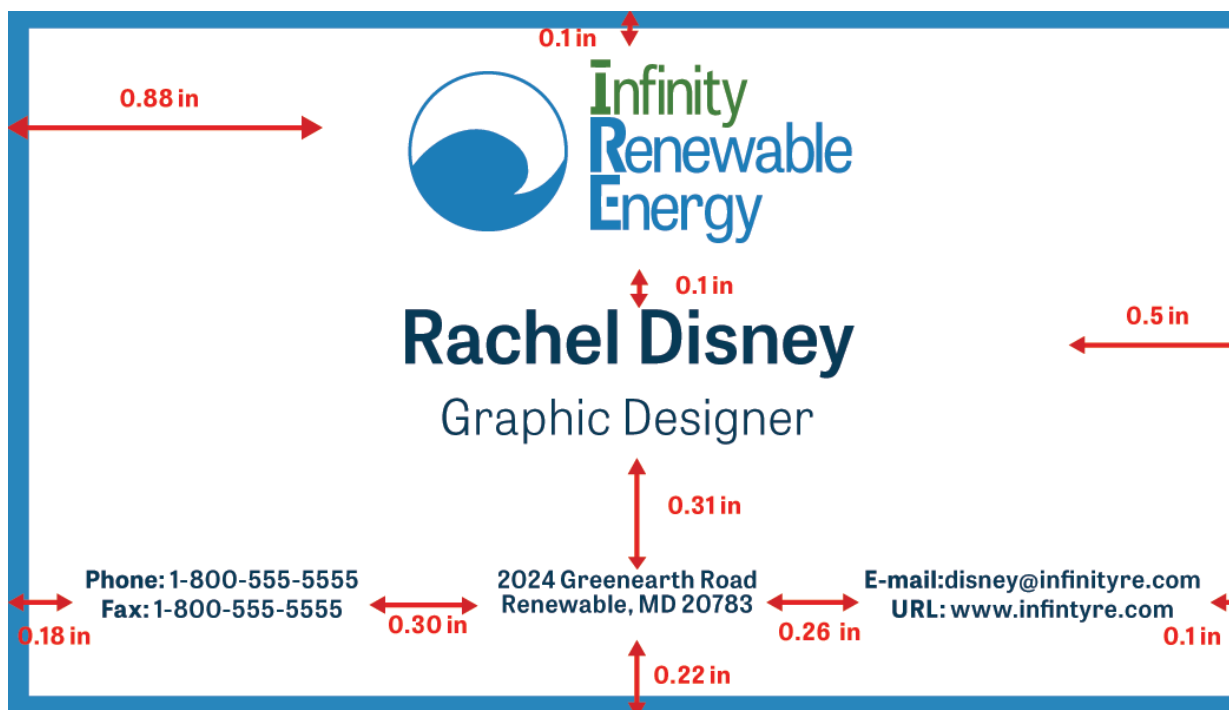 0.1 in
0.88 in
Infinity
Renewable
Energy
0.1 in
Rachel Disney
0.5 in
Graphic Designer
0.31 in
Phone: 1-800-555-5555
Fax: 1-800-555-5555
2024 Greenearth Road
Renewable, MD 20783
E-mail:disney@infinityre.com
URL: www.infintyre.com
0.18 in
0.30 in
0.26 in
0.1 in
0.22 in